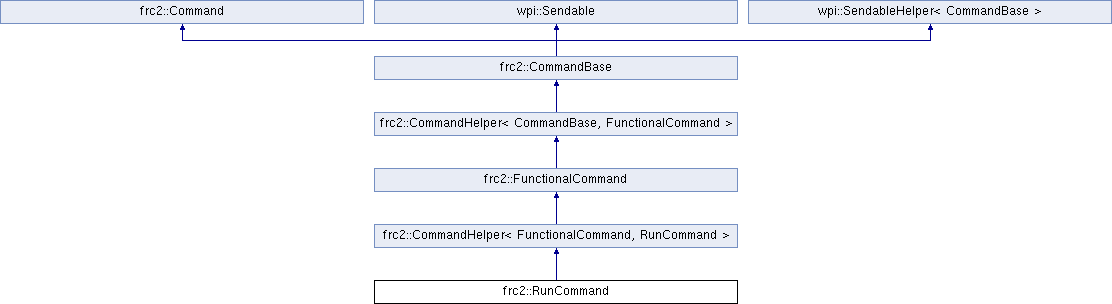 frc2::Command
wpi::Sendable
wpi::SendableHelper< CommandBase >
frc2::CommandBase
frc2::CommandHelper< CommandBase, FunctionalCommand >
frc2::FunctionalCommand
frc2::CommandHelper< FunctionalCommand, RunCommand >
frc2::RunCommand